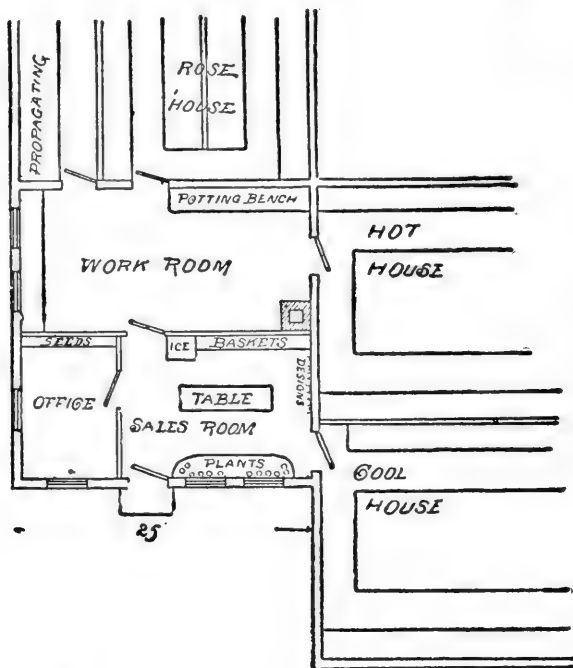 PROPAGATING
ROSE
HOUSE
POTTING BENCH
HOT
HOUSE
WORK ROOM
SEEDS
ICE
BASKETS
DESIGNS
OFFICE
TABLE
SALES ROOM
PLANTS
COOL
HOUSE
25'